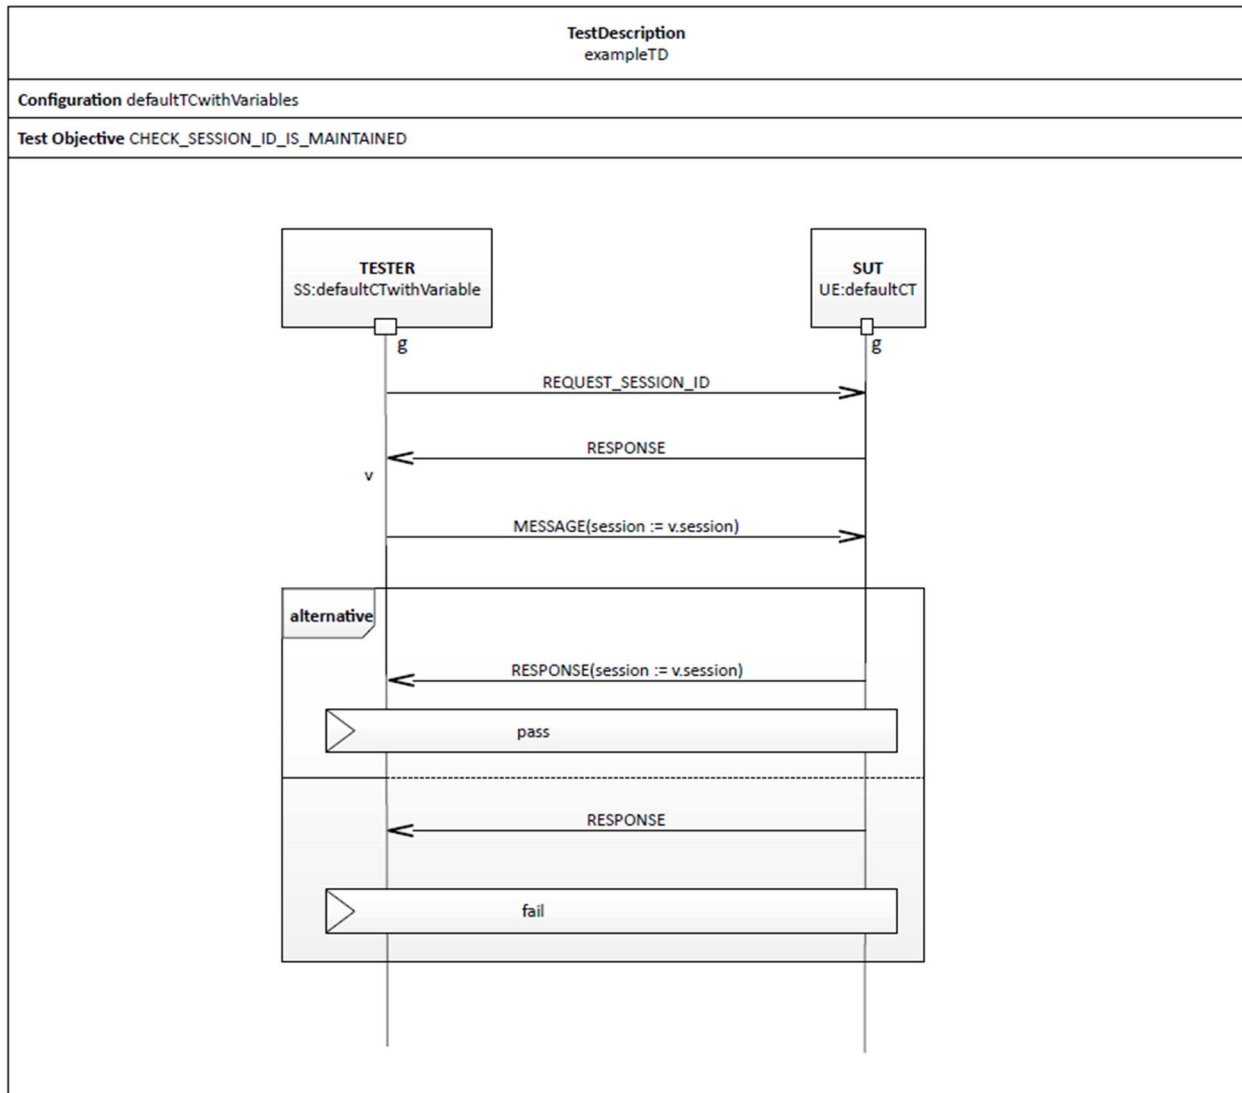 TestDescription
exampleTD
Configuration defaultTCwithVariables
Test Objective CHECK_SESSION_ID_IS_MAINTAINED
TESTER
SS:defaultCTwithVariable
SUT
UE:defaultCT
g
g
REQUEST_SESSION_ID
RESPONSE
v
MESSAGE(session := v.session)
alternative
RESPONSE(session := v.session)
pass
RESPONSE
fail